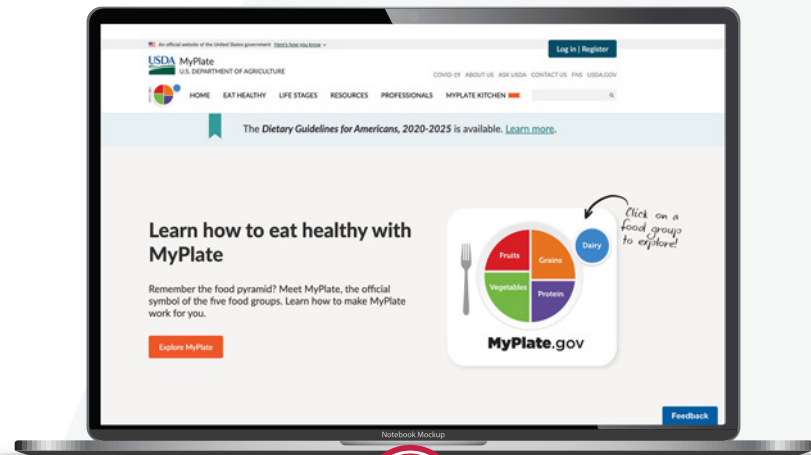 An official website of the United States government Here's how you know
Log in | Register
USDA MyPlate
U.S. DEPARTMENT OF AGRICULTURE
COVID-19 ABOUT US ASK USDA CONTACT US FNS USDA.GOV
HOME EAT HEALTHY LIFE STAGES RESOURCES PROFESSIONALS MYPLATE KITCHEN
The Dietary Guidelines for Americans, 2020-2025 is available. Learn more.
Learn how to eat healthy with
MyPlate
Remember the food pyramid? Meet MyPlate, the official
symbol of the five food groups. Learn how to make MyPlate
work for you.
Explore MyPlate
Click on a
food group
to explore!
Dairy
Fruits
Grains
Vegetables
Protein
MyPlate.gov
Feedback
Notebook Mockup